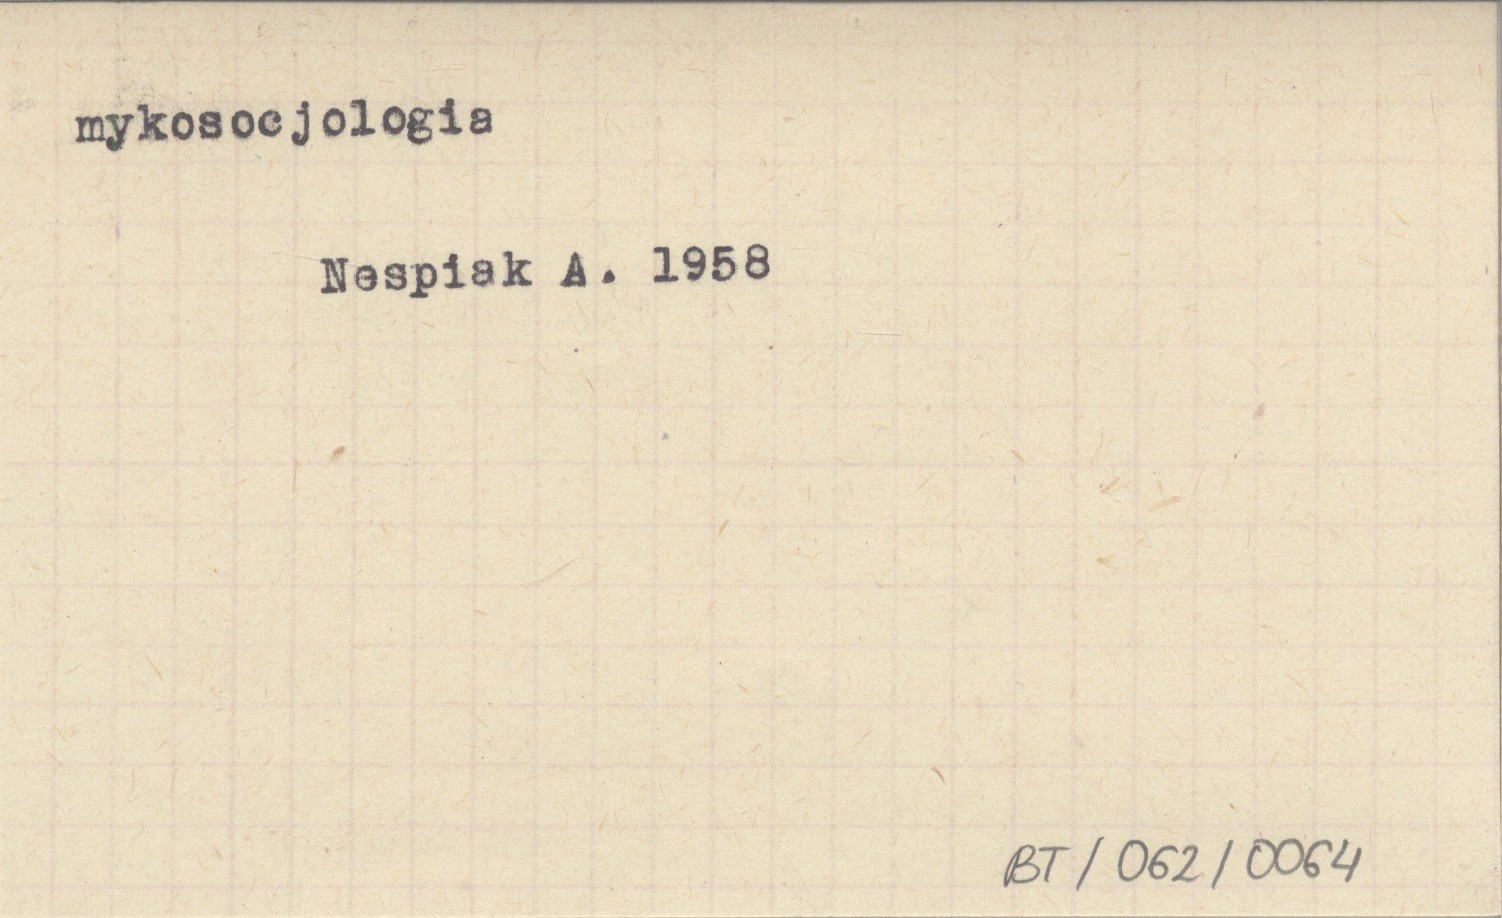 mykosocjologia
Nespiak A. 1958
BT/062/0064